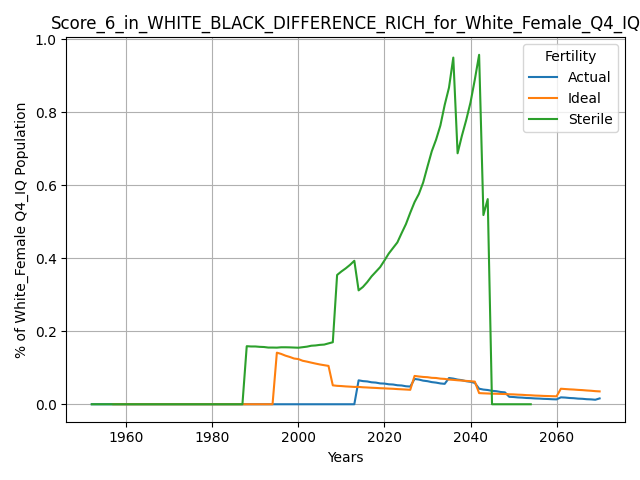 Score_6_in_WHITE_BLACK_DIFFERENCE_RICH_for_White_Female_Q4_IQ
Fertility
Actual
Ideal
Sterile
% of White_Female Q4_IQ Population
1.0
0.8
0.6
0.4
0.2
0.0
1960 1980 2000 2020 2040 2060
Years